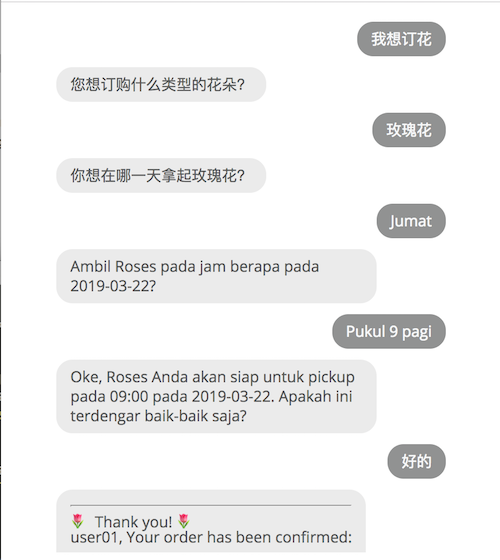 我想订花
您想订购什么类型的花朵？
玫瑰花
你想在哪一天拿起玫瑰花？
Jumat
Ambil Roses pada jam berapa pada
2019-03-22?
Pukul 9 pagi
Oke, Roses Anda akan siap untuk pickup
pada 09:00 pada 2019-03-22. Apakah ini
terdengar baik-baik saja?
好的
🌷 Thank you! 🌷
user01, Your order has been confirmed: